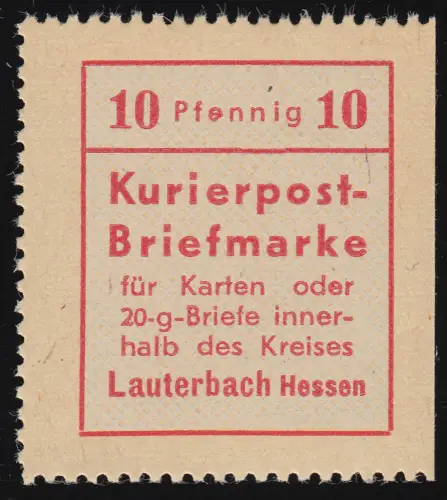 10 Pfennig 10
Kurierpost-
Briefmarke
für Karten oder
20-g-Briefe inner-
halb des Kreises
Lauterbach Hessen